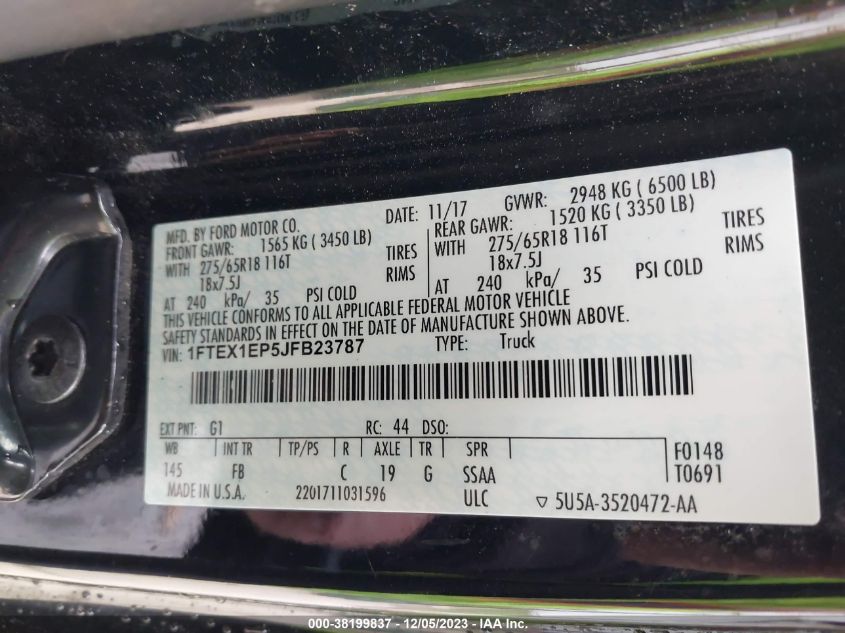 MFD. BY FORD MOTOR CO. DATE: 11/17 GVWR: 2948 KG ( 6500 LB)
FRONT GAWR: 1565 KG ( 3450 LB) REAR GAWR: 1520 KG ( 3350 LB)
WITH 275/65R18 116T TIRES WITH 275/65R18 116T TIRES
18x7.5J RIMS 18x7.5J RIMS
AT 240 kPa/ 35 PSI COLD AT 240 kPa/ 35 PSI COLD
THIS VEHICLE CONFORMS TO ALL APPLICABLE FEDERAL MOTOR VEHICLE
SAFETY STANDARDS IN EFFECT ON THE DATE OF MANUFACTURE SHOWN ABOVE.
VIN: 1FTEX1EP5JFB23787 TYPE: Truck
EXT PNT: G1 RC: 44 DSO:
WB INT TR TP/PS R AXLE TR SPR F0148
145 FB C 19 G SSAA T0691
MADE IN U.S.A. 2201711031596 ULC ▽ 5U5A-3520472-AA
000-38199837 - 12/05/2023 - IAA Inc.